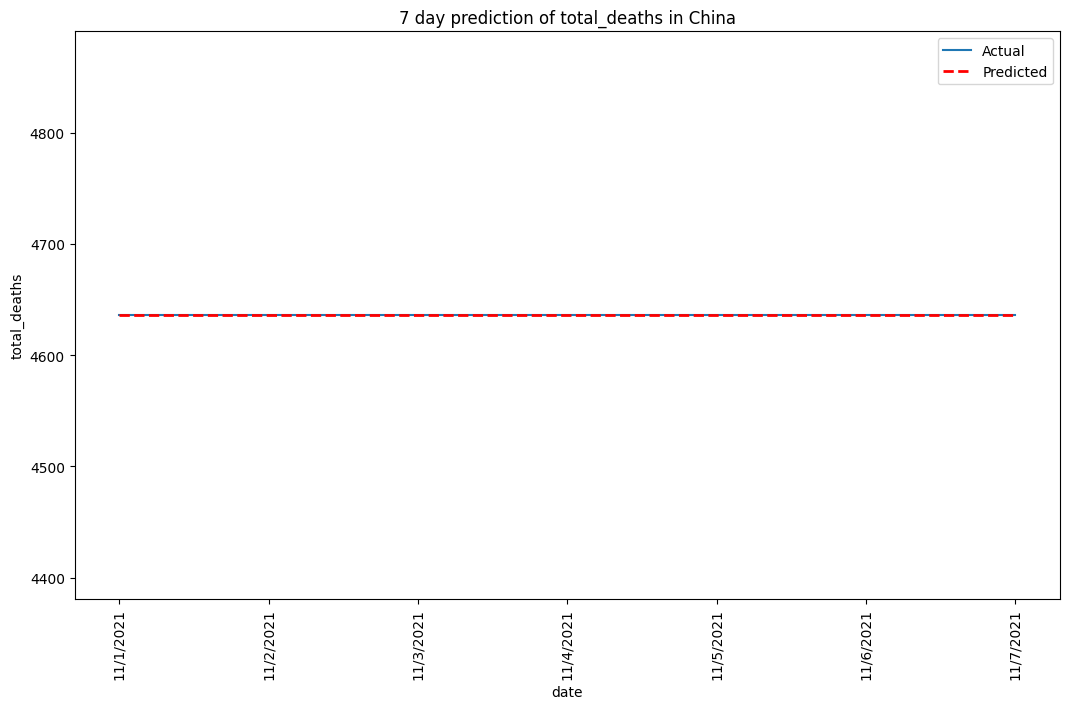 7 day prediction of total_deaths in China
Actual
Predicted
4800
4700
4600
4500
4400
total_deaths
11/1/2021
11/2/2021
11/3/2021
11/4/2021
11/5/2021
11/6/2021
11/7/2021
date